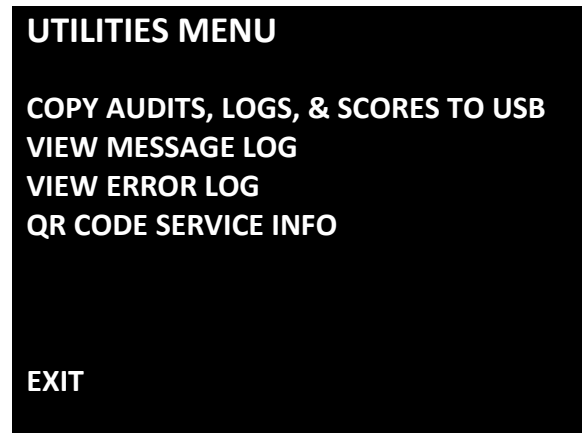 UTILITIES MENU
COPY AUDITS, LOGS, & SCORES TO USB
VIEW MESSAGE LOG
VIEW ERROR LOG
QR CODE SERVICE INFO
EXIT